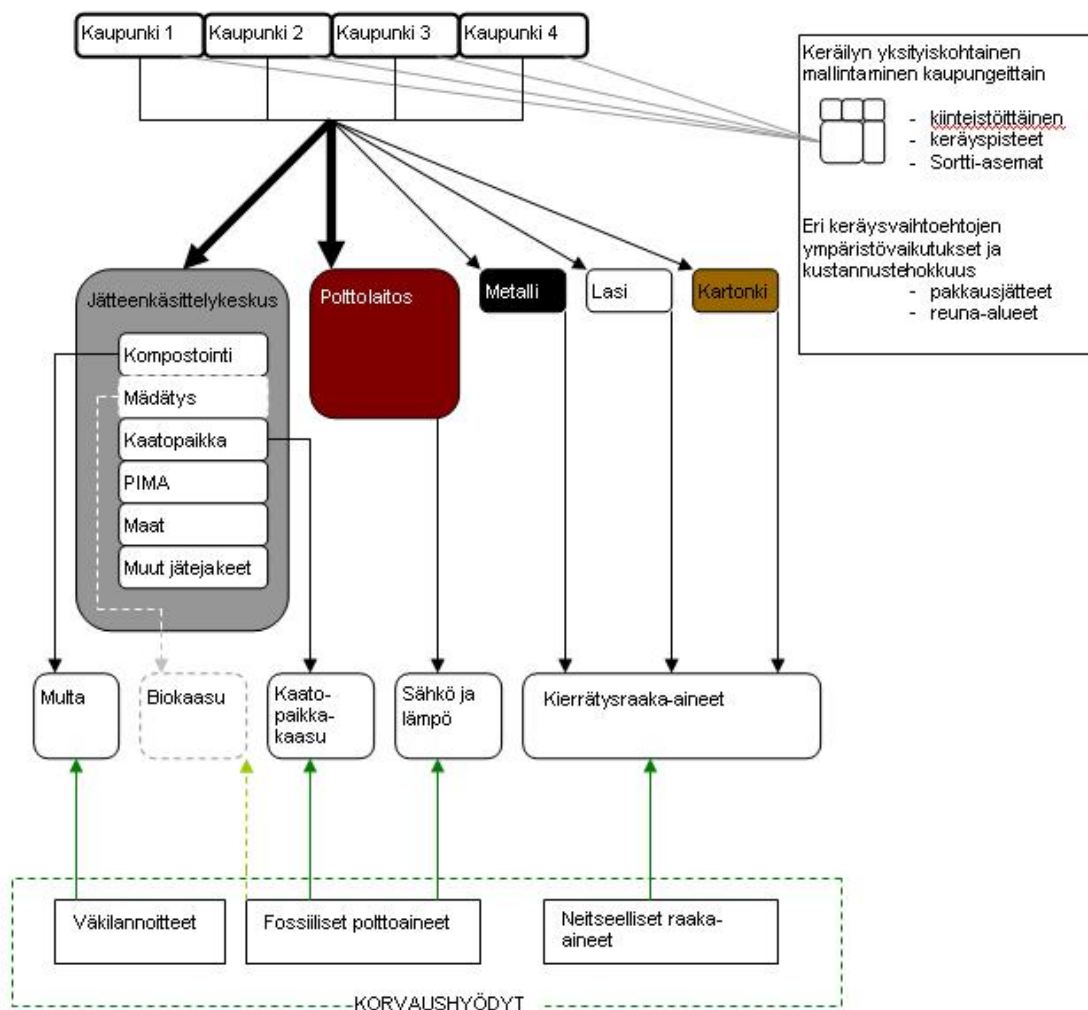 Kaupunki 1
Kaupunki 2
Kaupunki 3
Kaupunki 4
Keräilyn yksityiskohtainen
mallintaminen kaupungeittain
- kiinteistöittäinen
- keräyspisteet
- Sortti-asemat
Eri keräysvaihtoehtojen
ympäristövaikutukset ja
kustannustehokkuus
- pakkausjätteet
- reuna-alueet
Jätteenkäsittelykeskus
Polttolaitos
Metalli
Lasi
Kartonki
Kompostointi
Mädätys
Kaatopaikka
PIMA
Maat
Muut jätejakeet
Multa
Biokaasu
Kaato-
paikka-
kaasu
Sähkö ja
lämpö
Kierrätysraaka-aineet
Väkilannoitteet
Fossiiliset polttoaineet
Neitseelliset raaka-
aineet
KORVAUSHYÖDYT